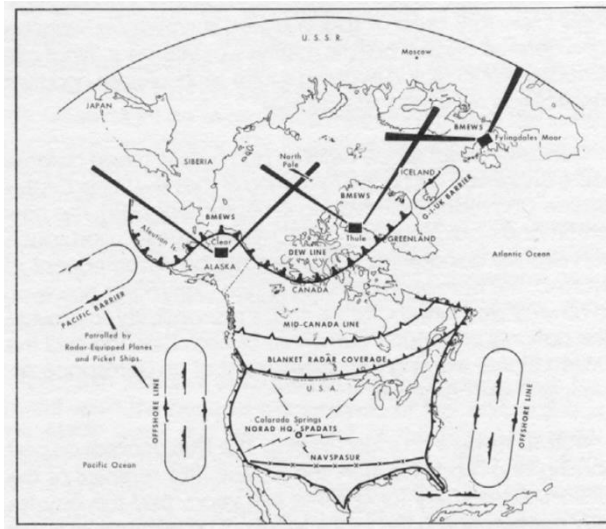 U.S.S.R.
Moscow
JAPAN
BMEWS
Fylingdales Moor
SIBERIA
North
Pole
ICELAND
BMEWS
G-I-UK BARRIER
BMEWS
Aleutian Is.
Clear
Thule
GREENLAND
DEW LINE
ALASKA
CANADA
Atlantic Ocean
PACIFIC BARRIER
MID-CANADA LINE
Patrolled by
Radar-Equipped Planes
and Picket Ships.
BLANKET RADAR COVERAGE
U.S.A.
OFFSHORE LINE
OFFSHORE LINE
Colorado Springs
NORAD HQ. SPADATS
NAVSPASUR
Pacific Ocean